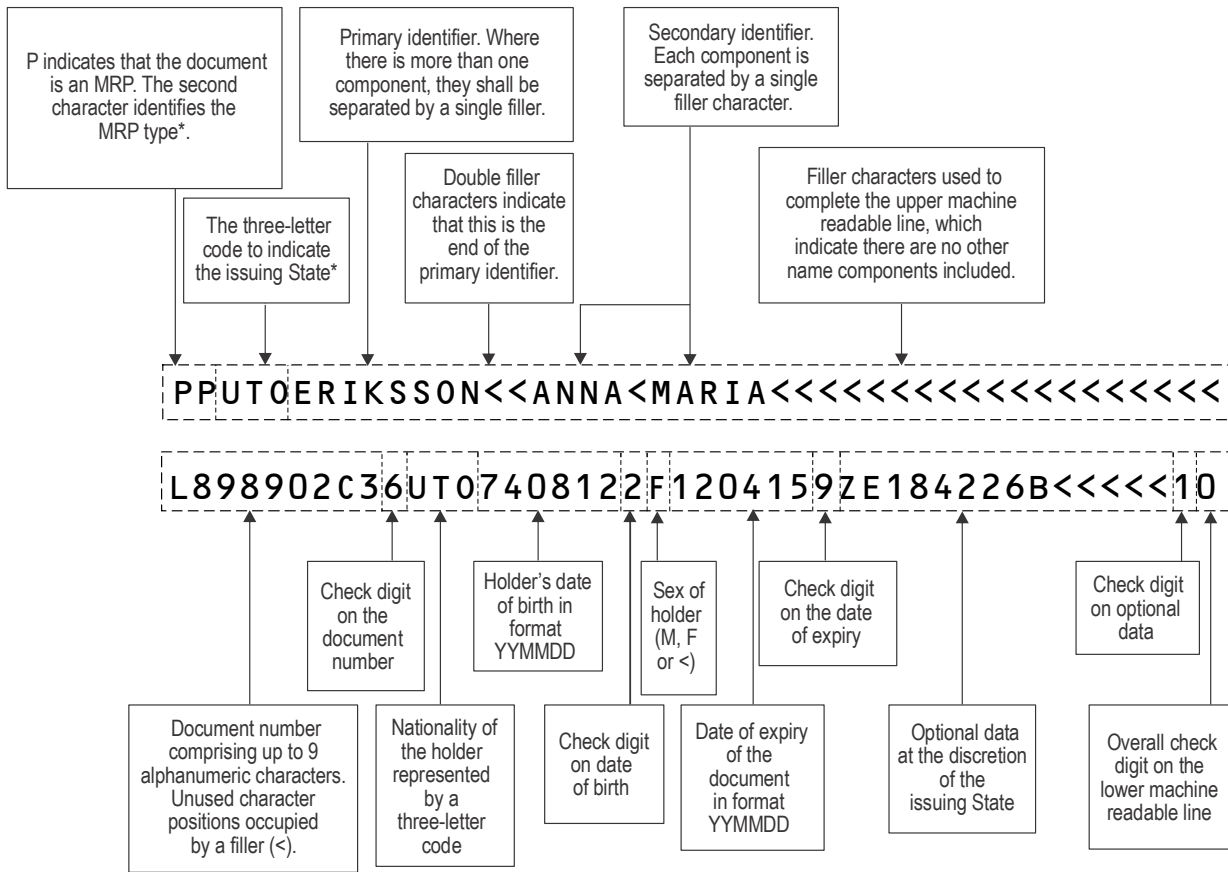 P indicates that the document
is an MRP. The second
character identifies the
MRP type*.
Primary identifier. Where
there is more than one
component, they shall be
separated by a single filler.
Secondary identifier.
Each component is
separated by a single
filler character.
The three-letter
code to indicate
the issuing State*
Double filler
characters indicate
that this is the
end of the
primary identifier.
Filler characters used to
complete the upper machine
readable line, which
indicate there are no other
name components included.
PPUTOERIKSSON<<ANNA<MARIA<<<<<<<<<<<<<<<<<<<
L898902C36UTO7408122F1204159ZE184226B<<<<<10
Check digit
on the
document
number
Holder's date
of birth in
format
YYMMDD
Sex of
holder
(M, F
or <)
Check digit
on the date
of expiry
Check digit
on optional
data
Document number
comprising up to 9
alphanumeric characters.
Unused character
positions occupied
by a filler (<).
Nationality of
the holder
represented
by a
three-letter
code
Check digit
on date
of birth
Date of expiry
of the
document
in format
YYMMDD
Optional data
at the discretion
of the
issuing State
Overall check
digit on the
lower machine
readable line